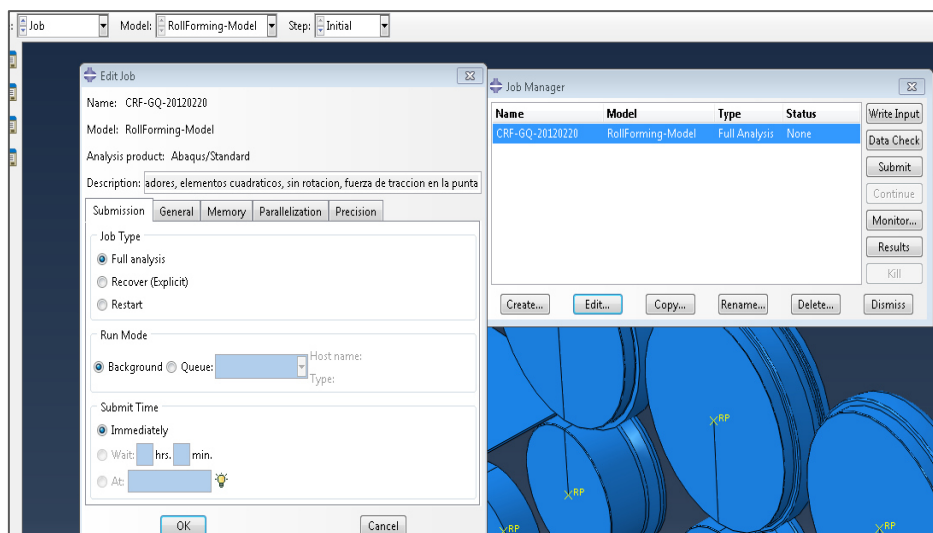 : Job Model: RollForming-Model Step: Initial
Edit Job
Name: CRF-GQ-20120220
Model: RollForming-Model
Analysis product: Abaqus/Standard
Description: adores, elementos cuadraticos, sin rotacion, fuerza de traccion en la punta
Submission General Memory Parallelization Precision
Job Type
Full analysis
Recover (Explicit)
Restart
Run Mode
Background Queue: Host name:
Type:
Submit Time
Immediately
Wait: hrs. min.
At:
OK Cancel
Job Manager
Name Model Type Status
CRF-GQ-20120220 RollForming-Model Full Analysis None
Write Input
Data Check
Submit
Continue
Monitor...
Results
Kill
Create... Edit... Copy... Rename... Delete... Dismiss
RP
RP
RP
RP